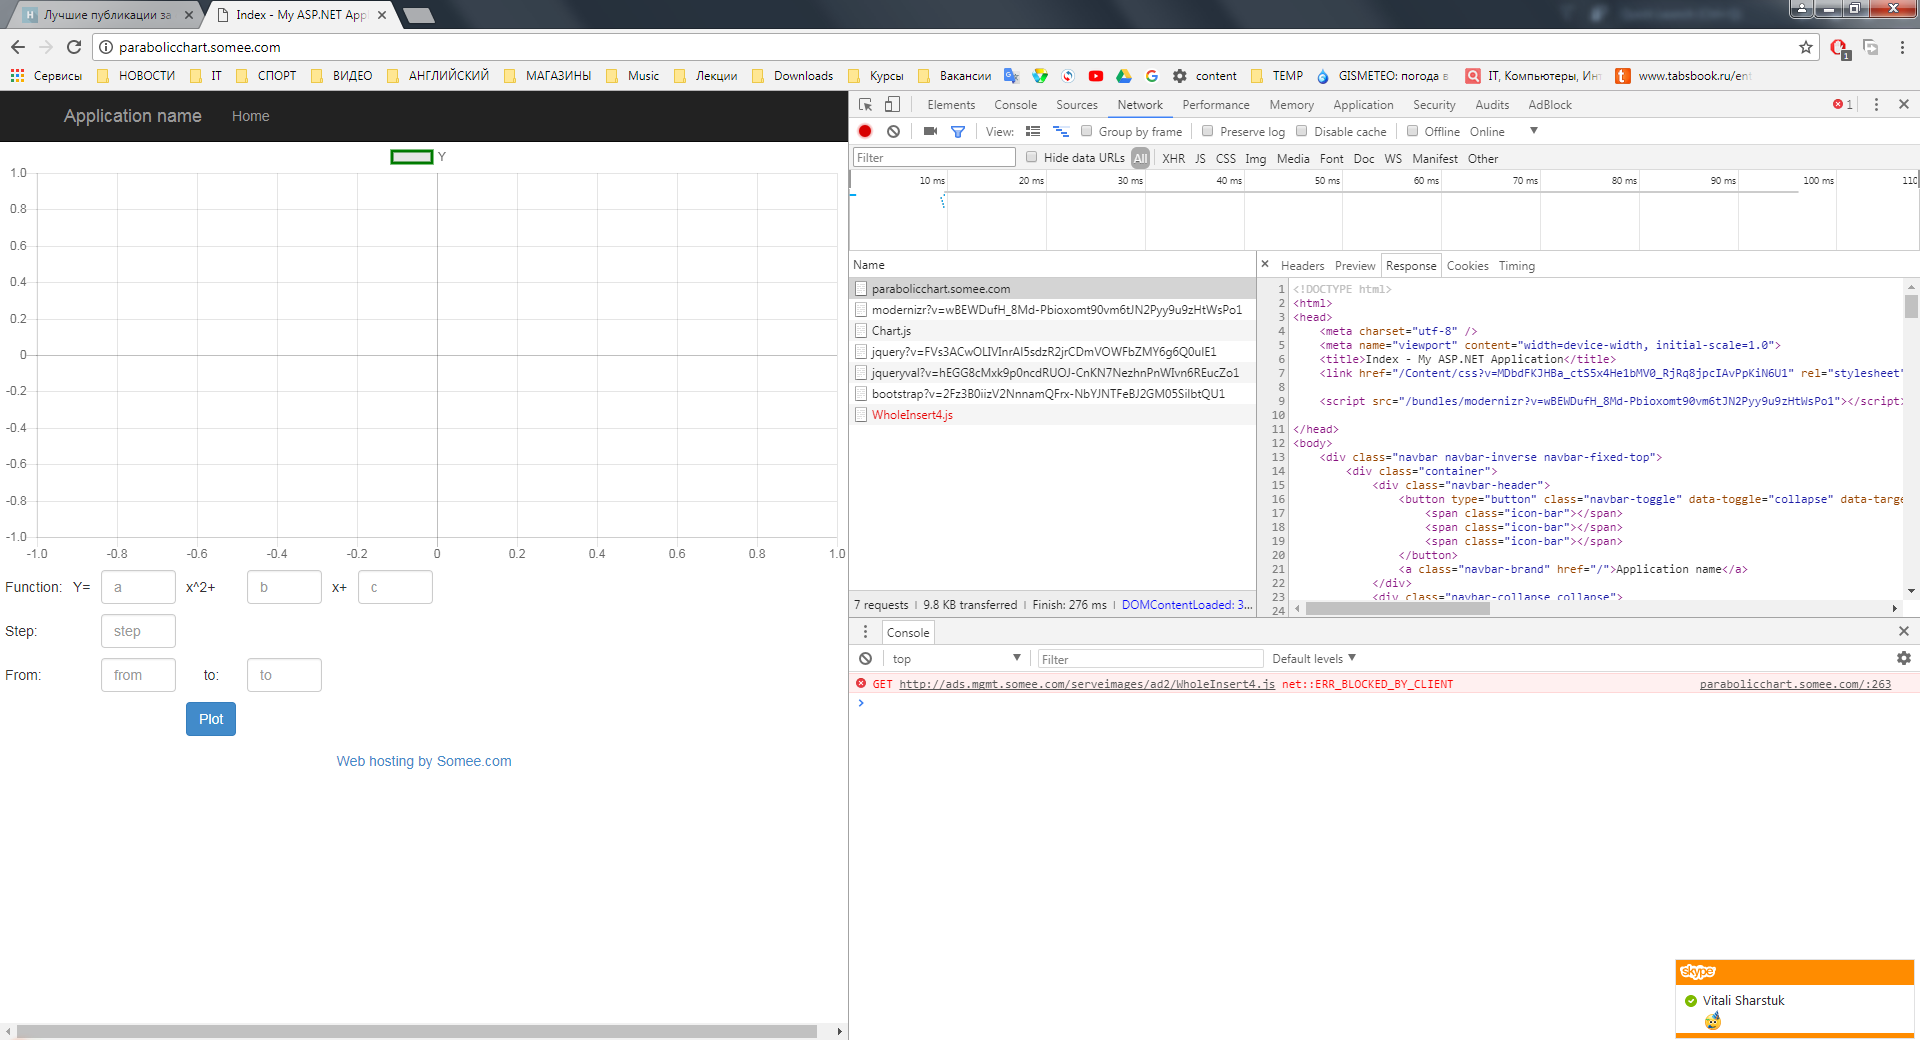 Лучшие публикации за
Index - My ASP.NET Appl
parabolicchart.somee.com
1
Сервисы НОВОСТИ IT СПОРТ ВИДЕО АНГЛИЙСКИЙ МАГАЗИНЫ Music Лекции Downloads Курсы Вакансии content TEMP GISMETEO: погода в IT, Компьютеры, Инт www.tabsbook.ru/ent
Application name Home
Y
1.0
0.8
0.6
0.4
0.2
0
-0.2
-0.4
-0.6
-0.8
-1.0
-1.0 -0.8 -0.6 -0.4 -0.2 0 0.2 0.4 0.6 0.8 1.0
Function: Y= a x^2+ b x+ c
Step: step
From: from to: to
Plot
Web hosting by Somee.com
Elements Console Sources Network Performance Memory Application Security Audits AdBlock 1
View: Group by frame Preserve log Disable cache Offline Online
Filter Hide data URLs All XHR JS CSS Img Media Font Doc WS Manifest Other
10 ms 20 ms 30 ms 40 ms 50 ms 60 ms 70 ms 80 ms 90 ms 100 ms 110
Name
parabolicchart.somee.com
modernizr?v=wBEWDufH_8Md-Pbioxomt90vm6tJN2Pyy9u9zHtWsPo1
Chart.js
jquery?v=FVs3ACwOLIVInrAl5sdzR2jrCDmVOWFbZMY6g6Q0ulE1
jqueryval?v=hEGG8cMxk9p0ncdRUOJ-CnKN7NezhnPnWIvn6REucZo1
bootstrap?v=2Fz3B0iizV2NnnamQFrx-NbYJNTFeBJ2GM05SilbtQU1
WholeInsert4.js
7 requests | 9.8 KB transferred | Finish: 276 ms | DOMContentLoaded: 3...
Headers Preview Response Cookies Timing
1 <!DOCTYPE html>
2 <html>
3 <head>
4 <meta charset="utf-8" />
5 <meta name="viewport" content="width=device-width, initial-scale=1.0">
6 <title>Index - My ASP.NET Application</title>
7 <link href="/Content/css?v=MDbdFKJHBa_ctS5x4He1bMV0_RjRq8jpcIAvPpKiN6U1" rel="stylesheet"
8
9 <script src="/bundles/modernizr?v=wBEWDufH_8Md-Pbioxomt90vm6tJN2Pyy9u9zHtWsPo1"></script>
10
11 </head>
12 <body>
13 <div class="navbar navbar-inverse navbar-fixed-top">
14 <div class="container">
15 <div class="navbar-header">
16 <button type="button" class="navbar-toggle" data-toggle="collapse" data-targe
17 <span class="icon-bar"></span>
18 <span class="icon-bar"></span>
19 <span class="icon-bar"></span>
20 </button>
21 <a class="navbar-brand" href="/">Application name</a>
22 </div>
23 <div class="navbar-collapse collapse">
24
Console
top Filter Default levels
GET http://ads.mgmt.somee.com/serveimages/ad2/WholeInsert4.js net::ERR_BLOCKED_BY_CLIENT parabolicchart.somee.com/:263
skype
Vitali Sharstuk